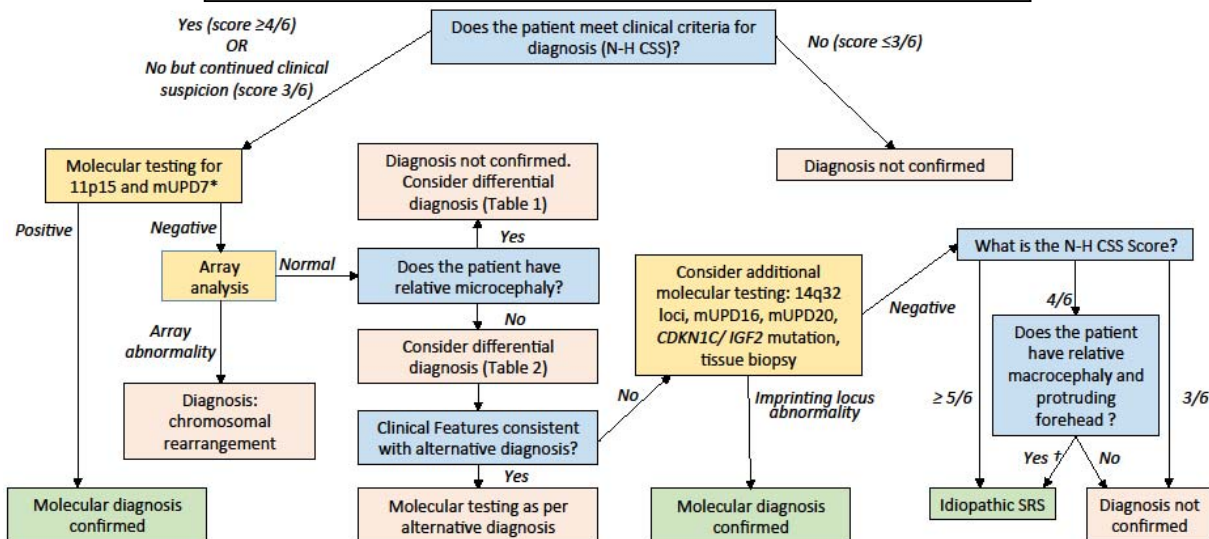 Does the patient meet clinical criteria for
diagnosis (N-H CSS)?
Yes (score ≥4/6)
OR
No but continued clinical
suspicion (score 3/6)
No (score ≤3/6)
Molecular testing for
11p15 and mUPD7*
Diagnosis not confirmed.
Consider differential
diagnosis (Table 1)
Diagnosis not confirmed
Positive
Negative
Yes
Array
analysis
Normal
Does the patient have
relative microcephaly?
Consider additional
molecular testing: 14q32
loci, mUPD16, mUPD20,
CDKN1C/ IGF2 mutation,
tissue biopsy
Negative
What is the N-H CSS Score?
No
4/6
Array
abnormality
Consider differential
diagnosis (Table 2)
Does the patient
have relative
macrocephaly and
protruding
forehead ?
Diagnosis:
chromosomal
rearrangement
No
Imprinting locus
abnormality
≥ 5/6
3/6
Clinical Features consistent
with alternative diagnosis?
Yes
Yes †
No
Molecular diagnosis
confirmed
Molecular testing as per
alternative diagnosis
Molecular diagnosis
confirmed
Idiopathic SRS
Diagnosis not
confirmed